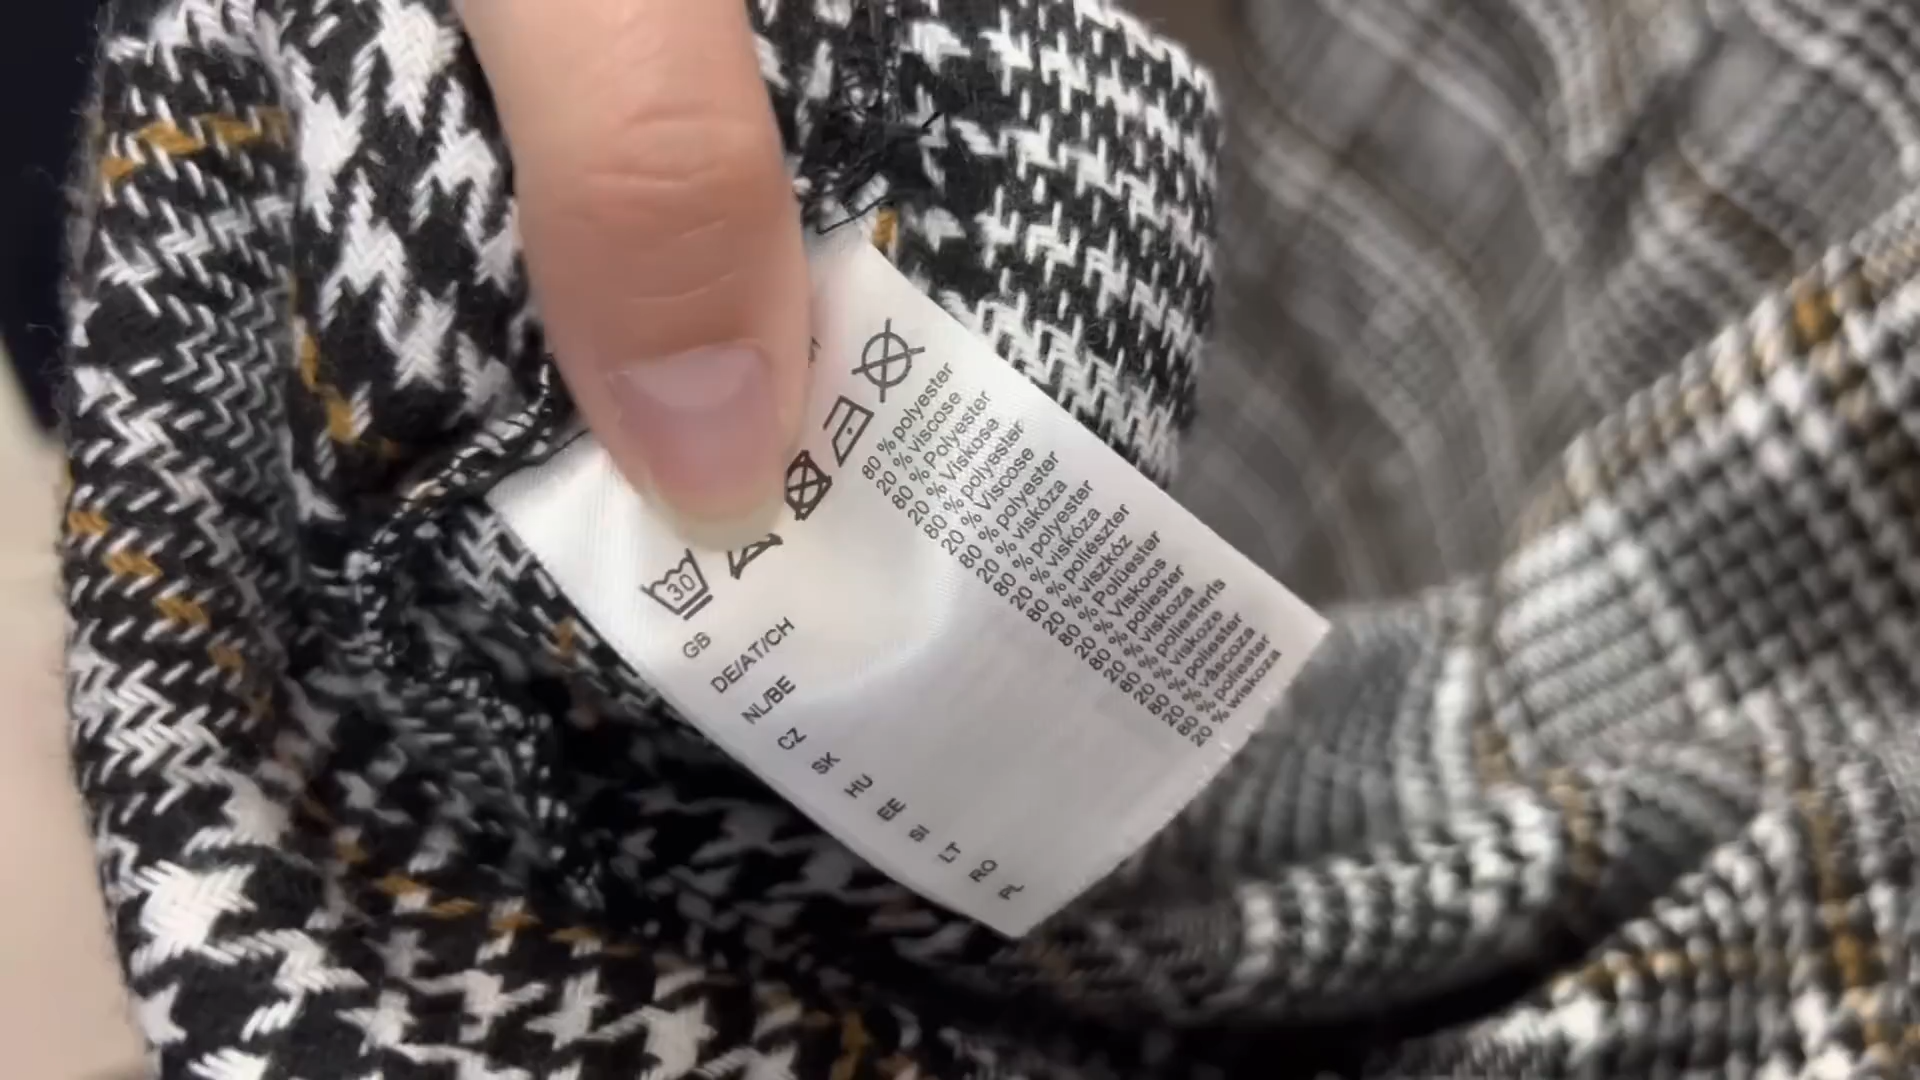 30
GB 80 % polyester
20 % viscose
DE/AT/CH 80 % Polyester
20 % Viskose
NL/BE 80 % polyester
20 % Viscose
CZ 80 % polyester
20 % viskóza
SK 80 % polyester
20 % viskóza
HU 80 % poliészter
20 % viszkóz
EE 80 % Polüester
20 % Viskoos
SI 80 % poliester
20 % viskoza
LT 80 % poliesteris
20 % viskozė
RO 80 % poliester
20 % vâscoza
PL 80 % poliester
20 % wiskoza